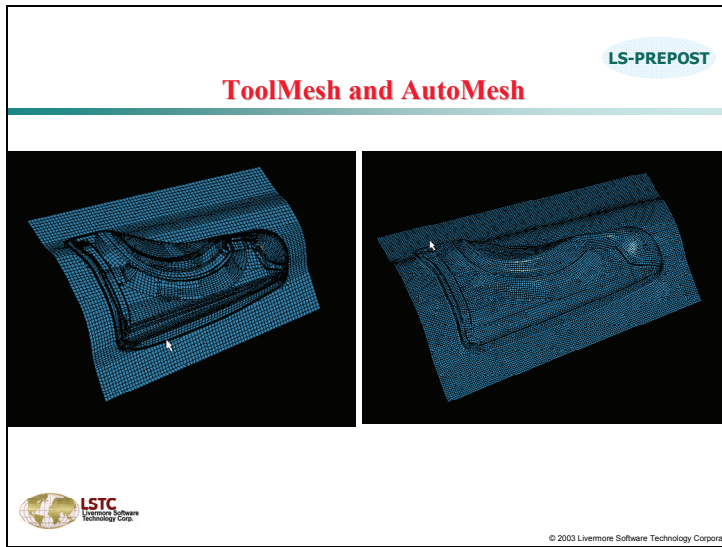 LS-PREPOST
ToolMesh and AutoMesh
LSTC
Livermore Software
Technology Corp.
© 2003 Livermore Software Technology Corpora